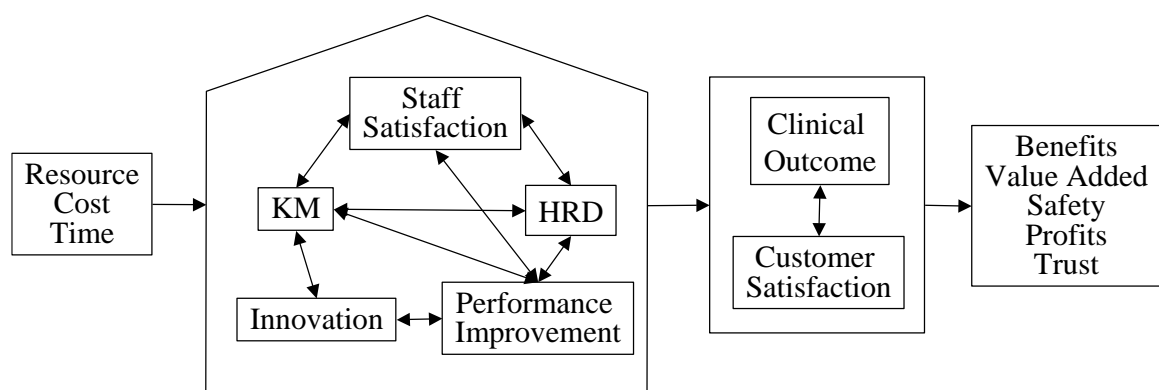 Resource
Cost
Time
Staff
Satisfaction
KM
HRD
Innovation
Performance
Improvement
Clinical
Outcome
Customer
Satisfaction
Benefits
Value Added
Safety
Profits
Trust